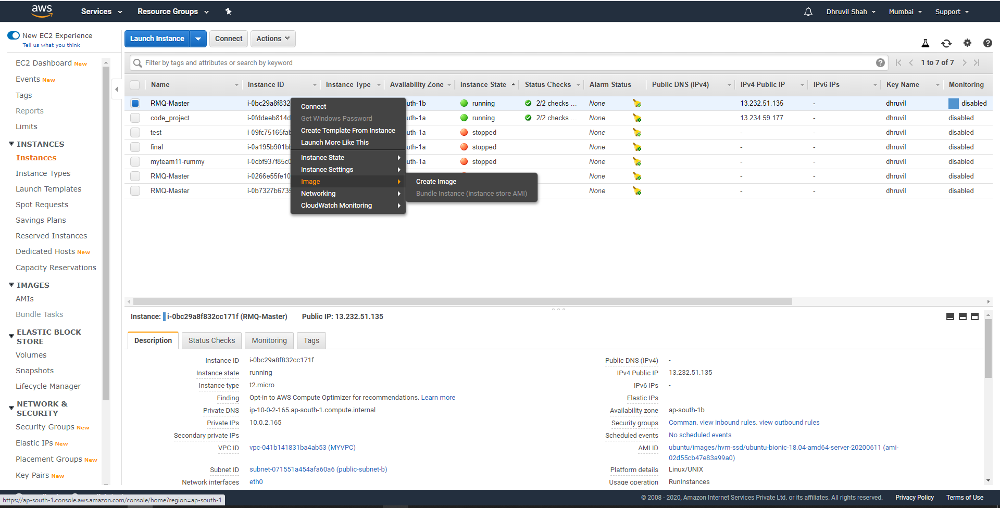 aws Services Resource Groups Dhruvil Shah Mumbai Support
New EC2 Experience
Tell us what you think
EC2 Dashboard New
Events New
Tags
Reports
Limits
INSTANCES
Instances
Instance Types
Launch Templates
Spot Requests
Savings Plans
Reserved Instances
Dedicated Hosts New
Capacity Reservations
IMAGES
AMIs
Bundle Tasks
ELASTIC BLOCK
STORE
Volumes
Snapshots
Lifecycle Manager
NETWORK &
SECURITY
Security Groups New
Elastic IPs New
Placement Groups New
Key Pairs New
Launch Instance Connect Actions
Filter by tags and attributes or search by keyword 1 to 7 of 7
Name Instance ID Instance Type Availability Zone Instance State Status Checks Alarm Status Public DNS (IPv4) IPv4 Public IP IPv6 IPs Key Name Monitoring
RMQ-Master i-0bc29a8f832 uth-1b running 2/2 checks ... None 13.232.51.135 - dhruvil disabled
code_project i-0fddaeb814d outh-1a running 2/2 checks ... None 13.234.59.177 - dhruvil disabled
test i-09fc75165fab outh-1a stopped None - - dhruvil disabled
final i-0a195b901bb outh-1a stopped None - - dhruvil disabled
myteam11-rummy i-0cbf937f85c0 uth-1a stopped None - - dhruvil disabled
RMQ-Master i-0266e55fe10 None - - dhruvil disabled
RMQ-Master i-0b7327b6735 None - - dhruvil disabled
Connect
Get Windows Password
Create Template From Instance
Launch More Like This
Instance State
Instance Settings
Image
Networking
CloudWatch Monitoring
Create Image
Bundle Instance (instance store AMI)
Instance: i-0bc29a8f832cc171f (RMQ-Master) Public IP: 13.232.51.135
Description Status Checks Monitoring Tags
Instance ID i-0bc29a8f832cc171f
Instance state running
Instance type t2.micro
Finding Opt-in to AWS Compute Optimizer for recommendations. Learn more
Private DNS ip-10-0-2-165.ap-south-1.compute.internal
Private IPs 10.0.2.165
Secondary private IPs
VPC ID vpc-041b141831ba4ab53 (MYVPC)
Subnet ID subnet-071551a454afa60a6 (public-subnet-b)
Network interfaces eth0
Public DNS (IPv4) -
IPv4 Public IP 13.232.51.135
IPv6 IPs -
Elastic IPs
Availability zone ap-south-1b
Security groups Comman. view inbound rules. view outbound rules
Scheduled events No scheduled events
AMI ID ubuntu/images/hvm-ssd/ubuntu-bionic-18.04-amd64-server-20200611 (ami-
02d55cb47e83a99a0)
Platform details Linux/UNIX
Usage operation RunInstances
https://ap-south-1.console.aws.amazon.com/console/home?region=ap-south-1
© 2008 - 2020, Amazon Internet Services Private Ltd. or its affiliates. All rights reserved. Privacy Policy Terms of Use